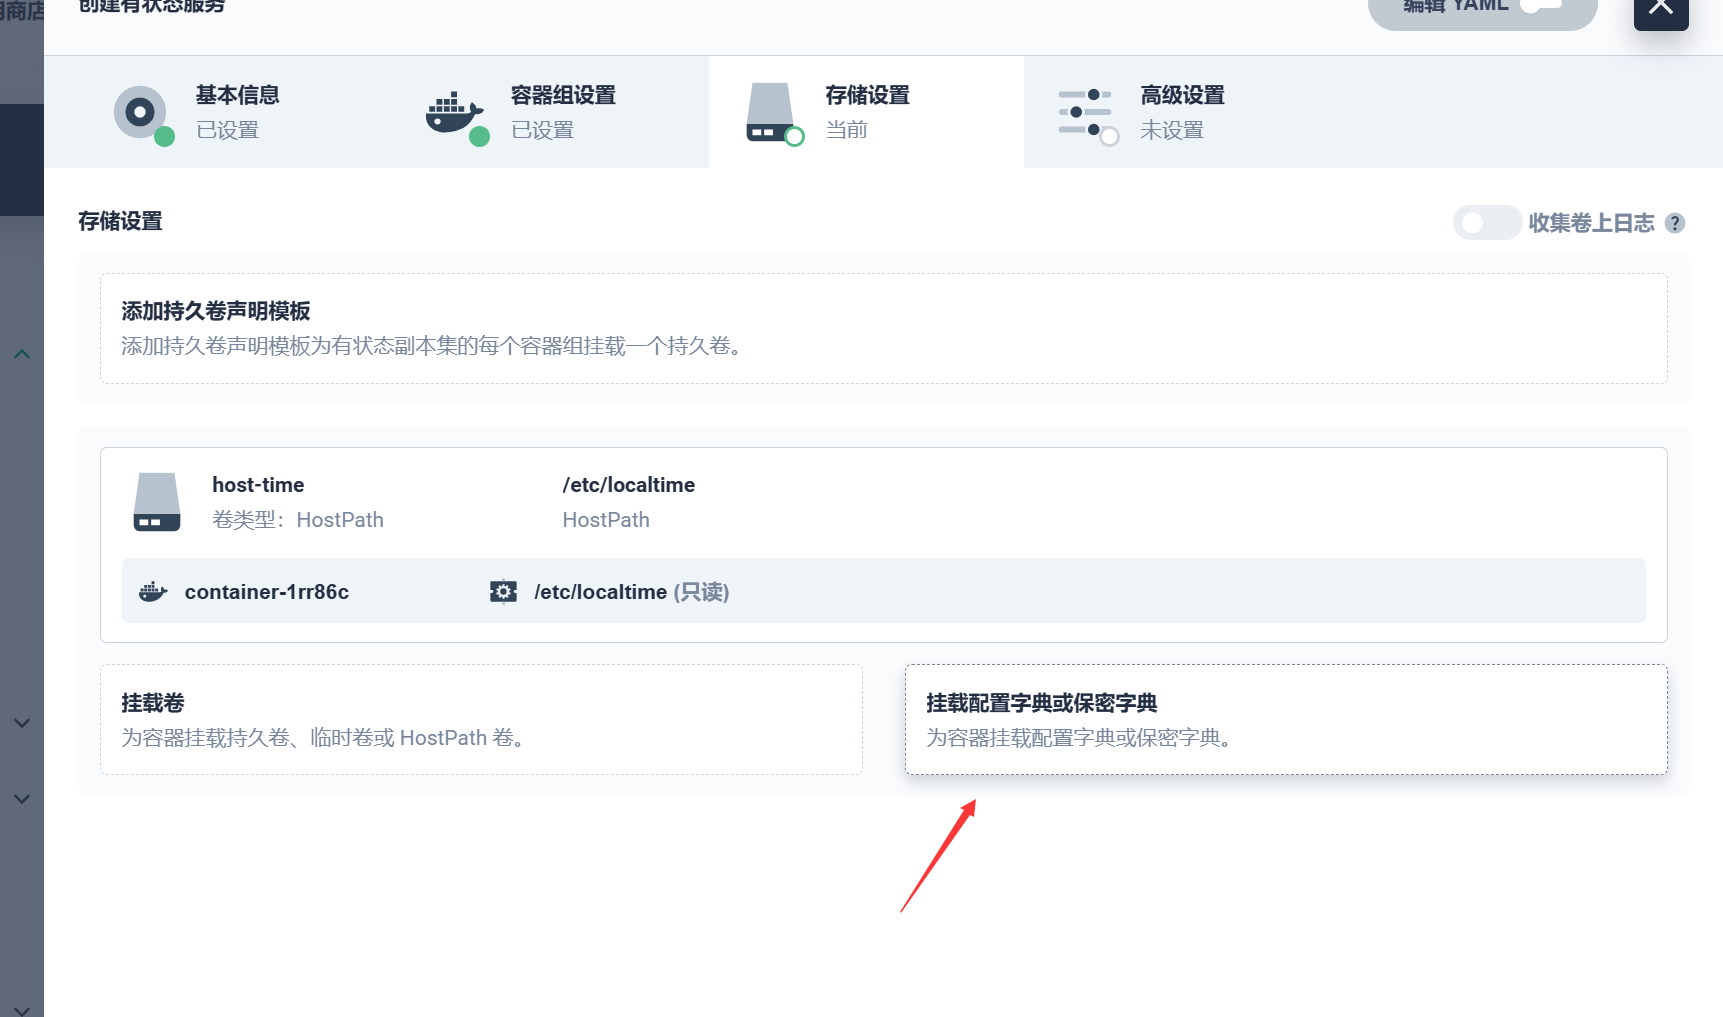 用商店
创建有状态服务
编辑 YAML
基本信息
已设置
容器组设置
已设置
存储设置
当前
高级设置
未设置
存储设置
收集卷上日志 ?
添加持久卷声明模板
添加持久卷声明模板为有状态副本集的每个容器组挂载一个持久卷。
host-time
卷类型：HostPath
/etc/localtime
HostPath
container-1rr86c
/etc/localtime (只读)
挂载卷
为容器挂载持久卷、临时卷或 HostPath 卷。
挂载配置字典或保密字典
为容器挂载配置字典或保密字典。